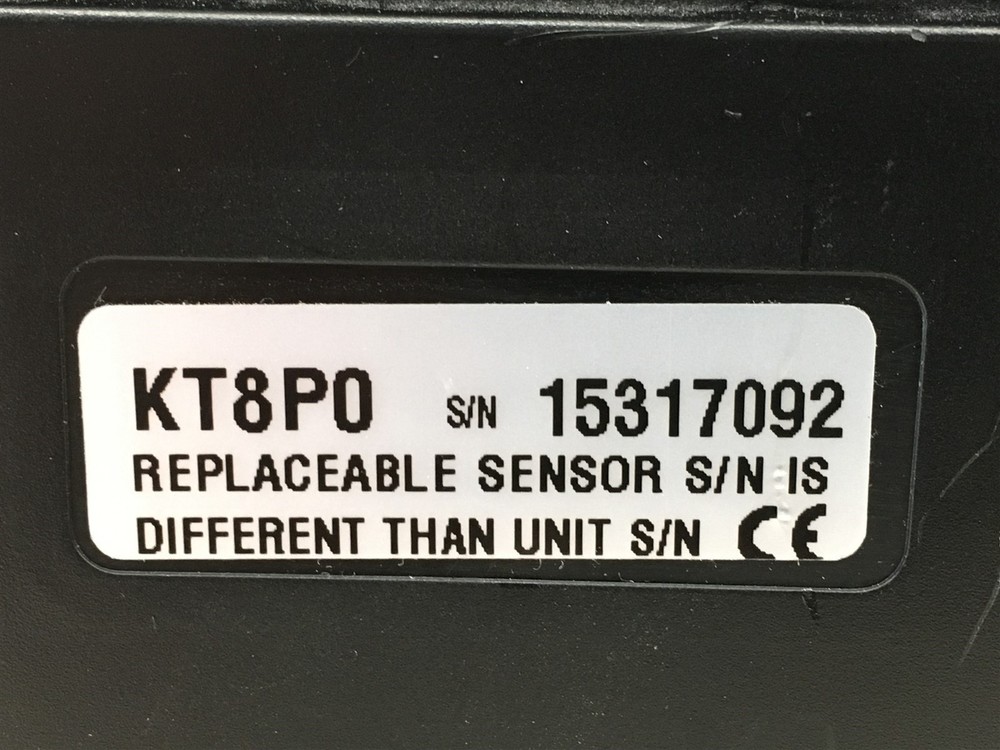 KT8P0 S/N 15317092
REPLACEABLE SENSOR S/N IS
DIFFERENT THAN UNIT S/N CE